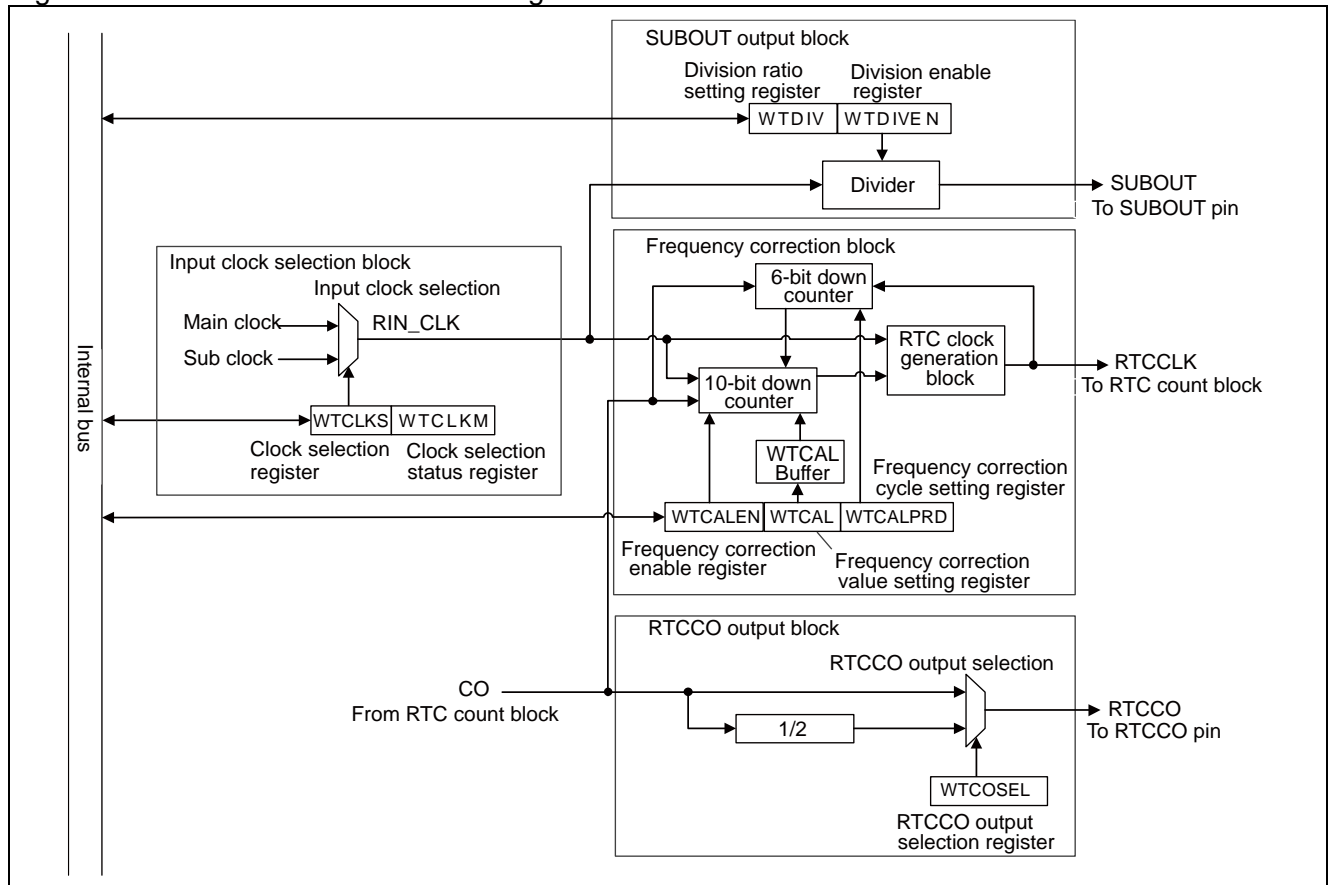 SUBOUT output block
Division ratio
setting register
Division enable
register
WTDIV
WTDIVEN
Divider
SUBOUT
To SUBOUT pin
Input clock selection block
Input clock selection
Main clock
Sub clock
RIN_CLK
WTCLKS
WTCLKM
Clock selection
register
Clock selection
status register
Internal bus
Frequency correction block
6-bit down
counter
10-bit down
counter
RTC clock
generation
block
RTCCLK
To RTC count block
WTCAL
Buffer
Frequency correction
cycle setting register
WTCALEN
WTCAL
WTCALPRD
Frequency correction
enable register
Frequency correction
value setting register
RTCCO output block
RTCCO output selection
CO
From RTC count block
1/2
RTCCO
To RTCCO pin
WTCOSEL
RTCCO output
selection register